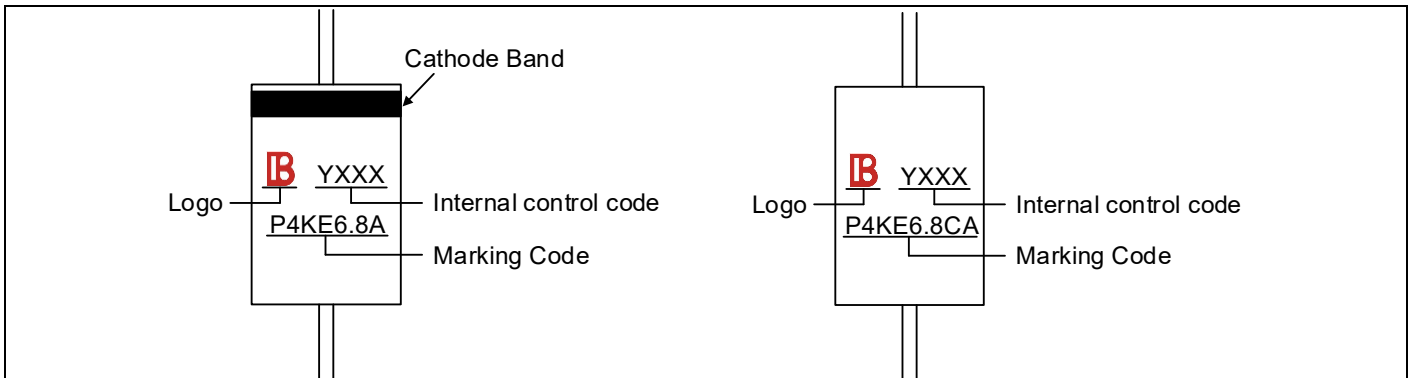 Cathode Band
B YXXX
Logo
Internal control code
P4KE6.8A
Marking Code
B YXXX
Logo
Internal control code
P4KE6.8CA
Marking Code